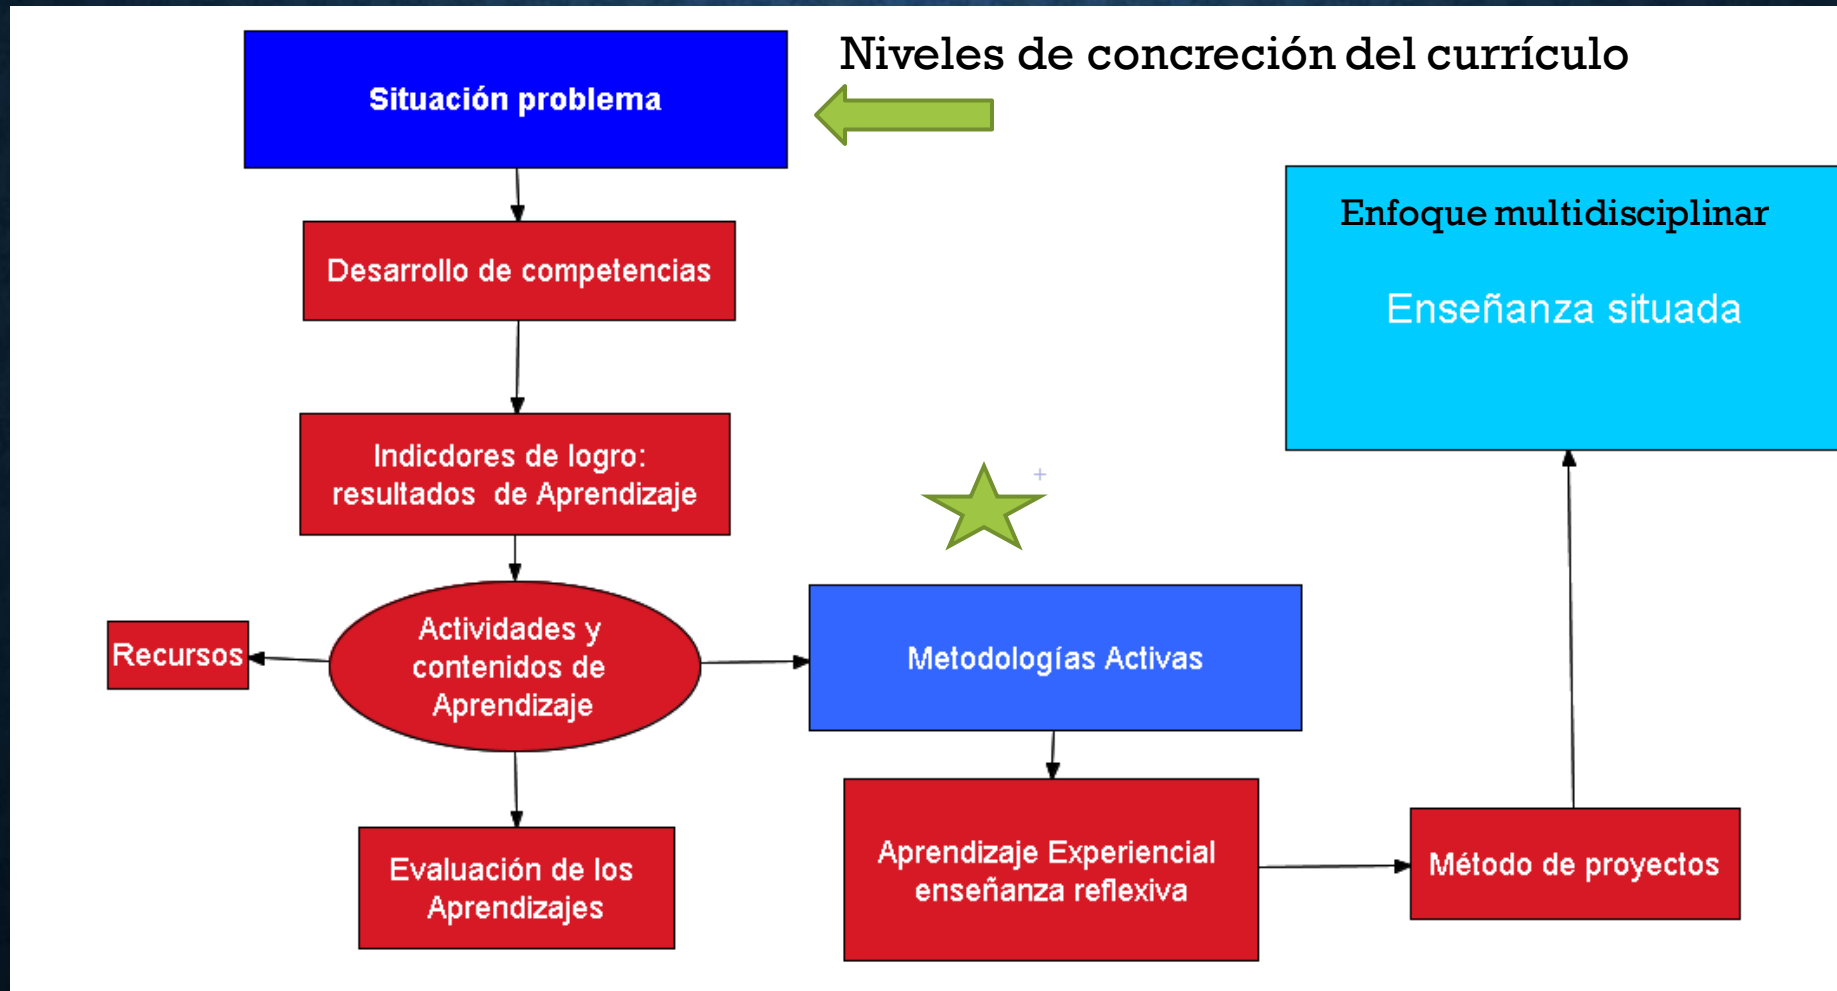 Niveles de concreción del currículo
Situación problema
Desarrollo de competencias
Indicdores de logro:
resultados de Aprendizaje
Actividades y
contenidos de
Aprendizaje
Recursos
Evaluación de los
Aprendizajes
Metodologías Activas
Aprendizaje Experiencial
enseñanza reflexiva
Método de proyectos
Enfoque multidisciplinar
Enseñanza situada